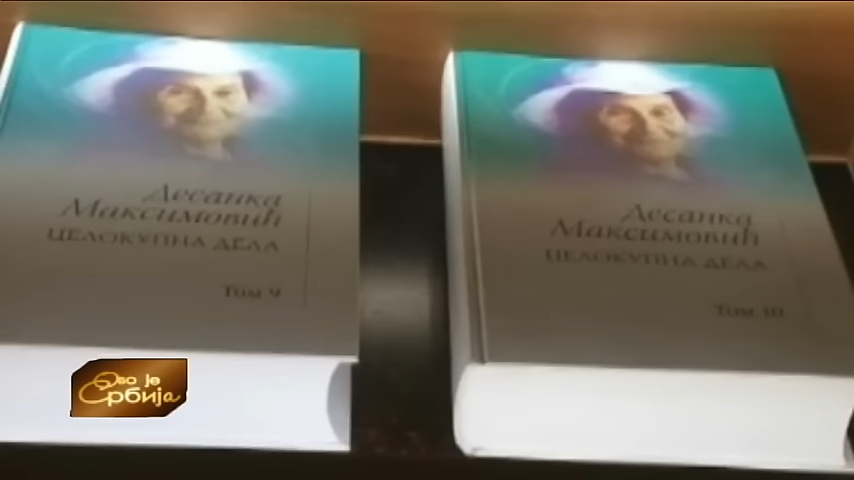 Десанка
Максимовић
ЦЕЛОКУПНА ДЕЛА
Том 9
Десанка
Максимовић
ЦЕЛОКУПНА ДЕЛА
Том 10
Ово је
Србија